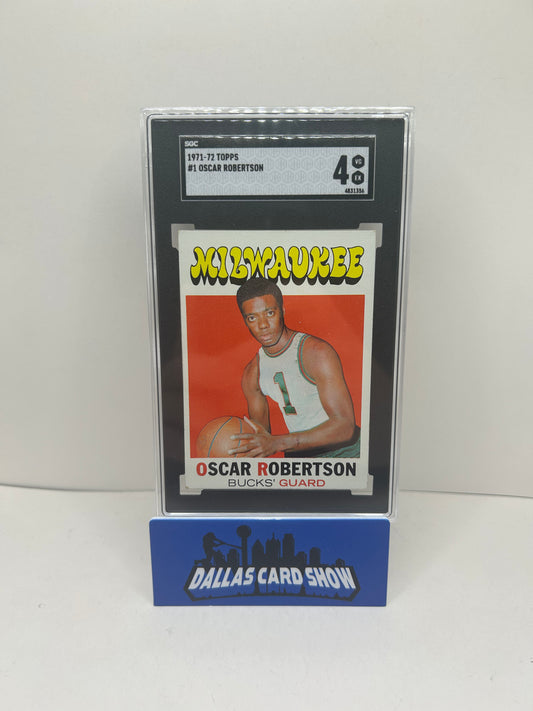 SGC
1971-72 TOPPS
#1 OSCAR ROBERTSON
4
VG
EX
4831386
MILWAUKEE
1
OSCAR ROBERTSON
BUCKS' GUARD
DALLAS CARD SHOW